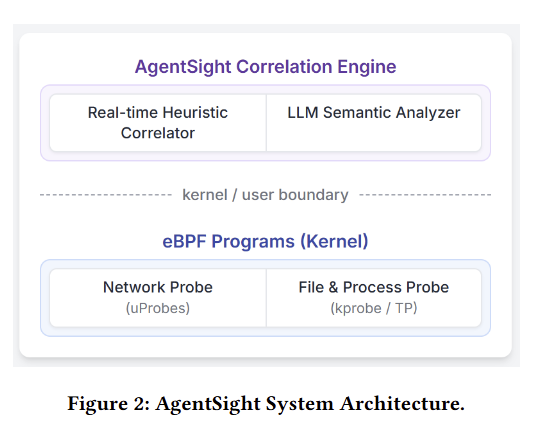 AgentSight Correlation Engine
Real-time Heuristic
Correlator
LLM Semantic Analyzer
kernel / user boundary
eBPF Programs (Kernel)
Network Probe
(uProbes)
File & Process Probe
(kprobe / TP)
Figure 2: AgentSight System Architecture.